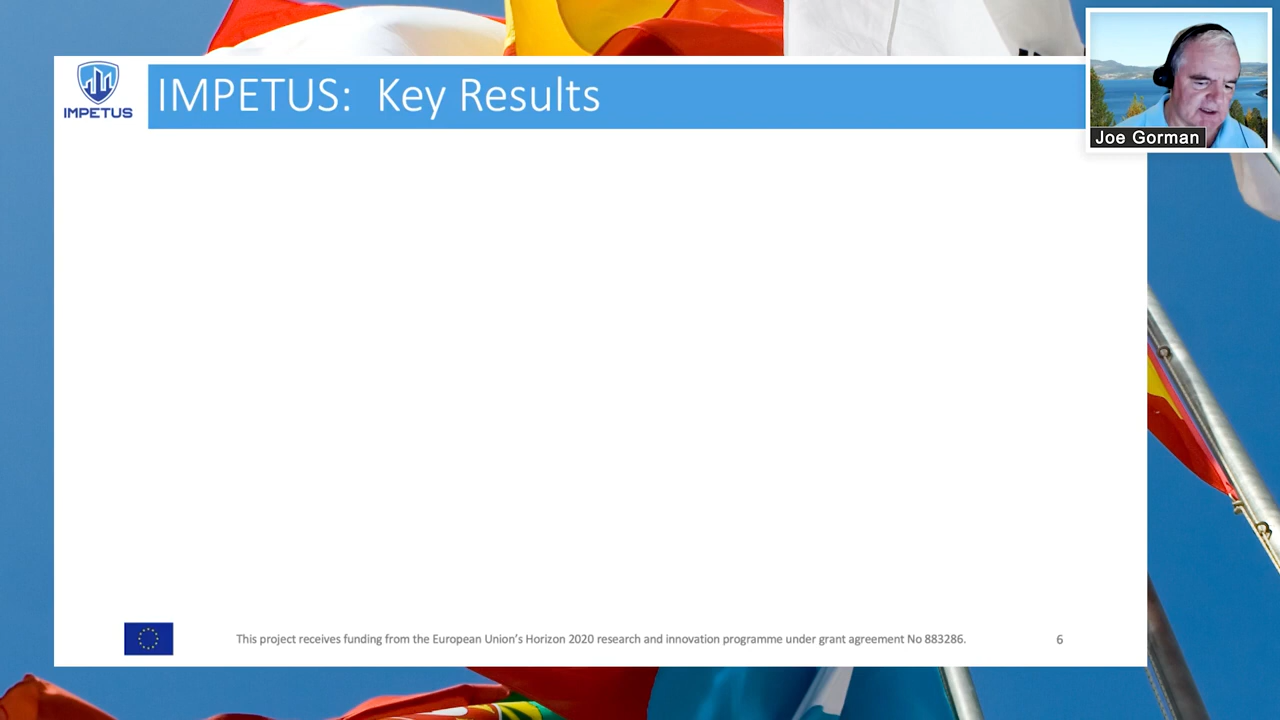 IMPETUS: Key Results
IMPETUS
Joe Gorman
This project receives funding from the European Union's Horizon 2020 research and innovation programme under grant agreement No 883286.
6